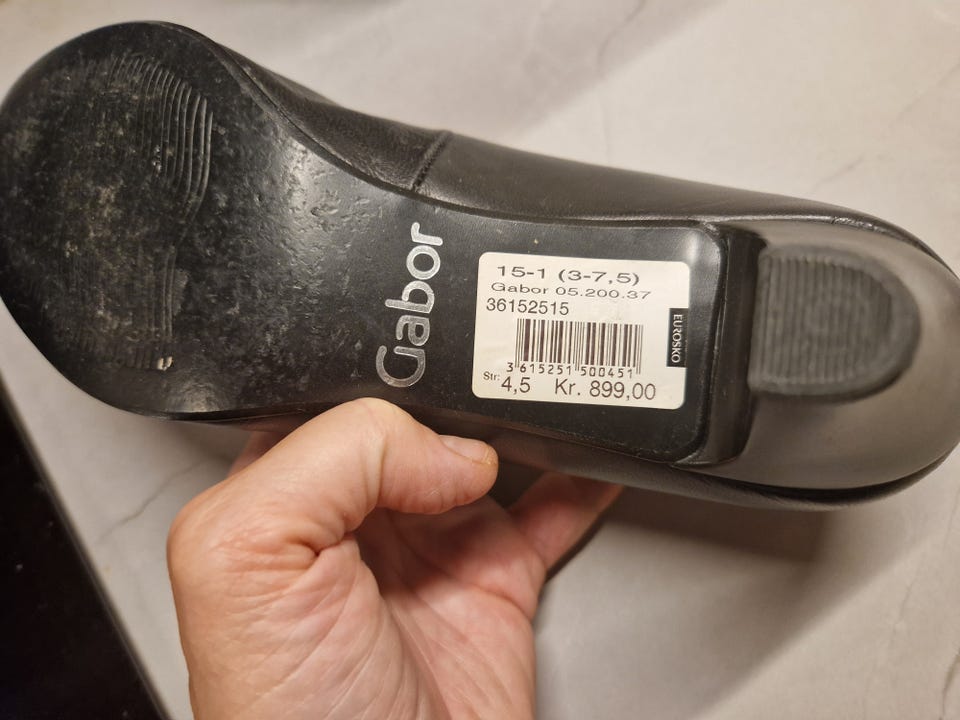 Gabor
15-1 (3-7,5)
Gabor 05.200.37
36152515
3 615251 500451
Str: 4,5 Kr. 899,00
EUROSKO